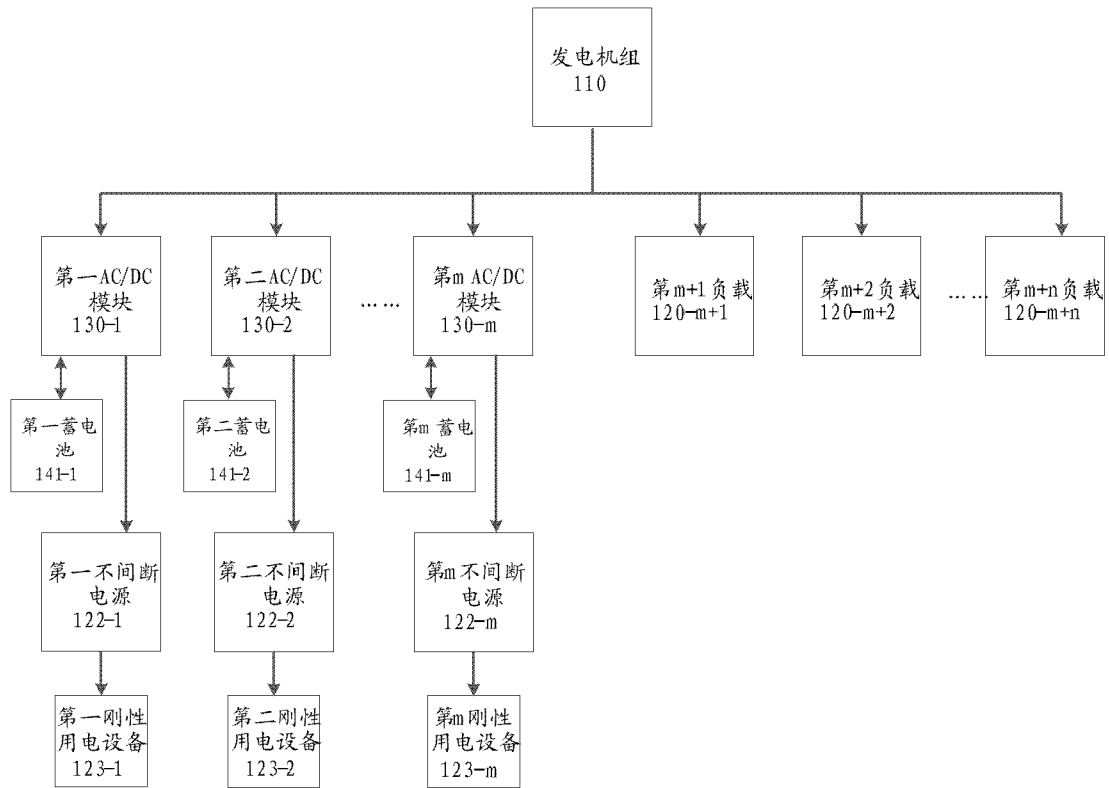 发电机组
110
第一AC/DC
模块
130-1
第二AC/DC
模块
130-2
……
第m AC/DC
模块
130-m
第m+1负载
120-m+1
第m+2负载
120-m+2
……
第m+n负载
120-m+n
第一蓄电
池
141-1
第二蓄电
池
141-2
第m 蓄电
池
141-m
第一不间断
电源
122-1
第二不间断
电源
122-2
第m不间断
电源
122-m
第一刚性
用电设备
123-1
第二刚性
用电设备
123-2
第m刚性
用电设备
123-m